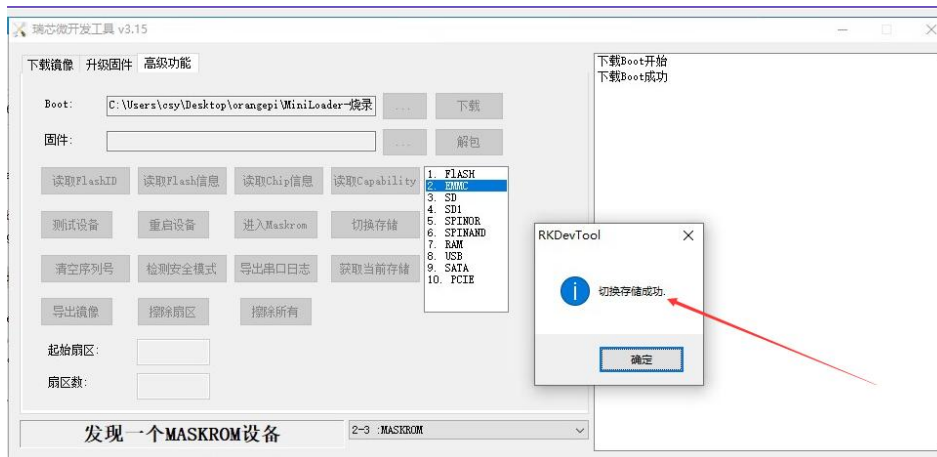 瑞芯微开发工具 v3.15
下载镜像 升级固件 高级功能
Boot: C:\Users\csy\Desktop\orangepi\MiniLoader-烧录 ... 下载
固件: ... 解包
读取FlashID 读取Flash信息 读取Chip信息 读取Capability
测试设备 重启设备 进入Maskrom 切换存储
清空序列号 检测安全模式 导出串口日志 获取当前存储
导出镜像 擦除扇区 擦除所有
起始扇区:
扇区数:
1. FlASH
2. EMMC
3. SD
4. SD1
5. SPINOR
6. SPINAND
7. RAM
8. USB
9. SATA
10. PCIE
发现一个MASKROM设备 2-3 :MASKROM
下载Boot开始
下载Boot成功
RKDevTool
切换存储成功.
确定